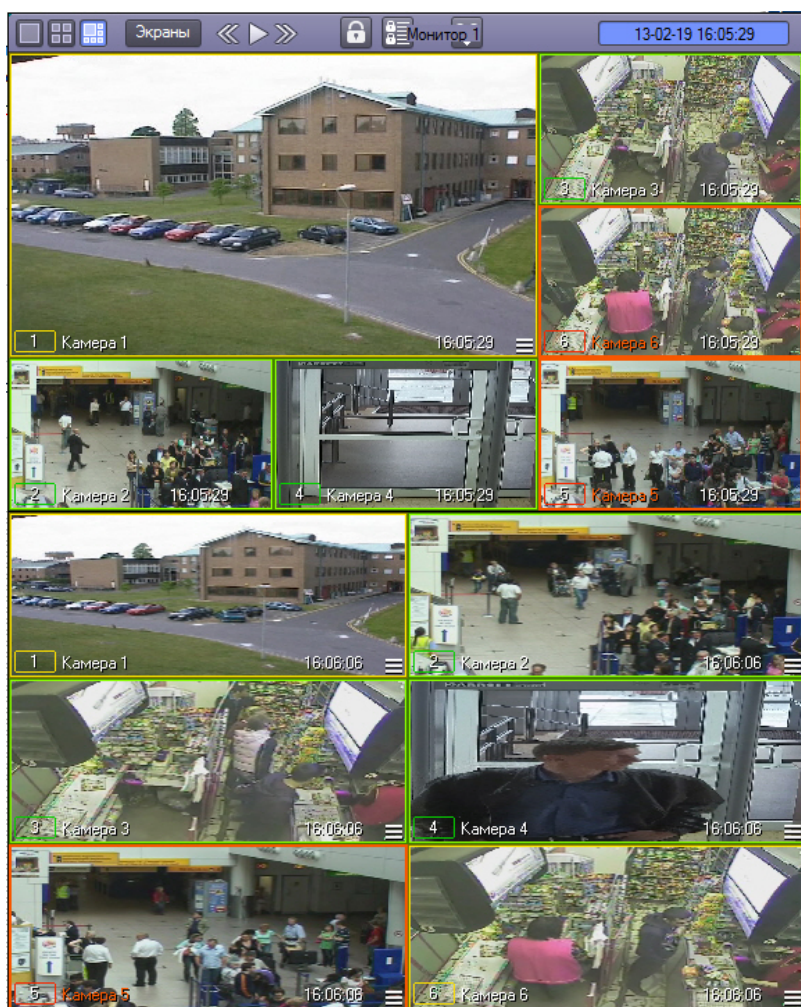 Экраны
Монитор 1
13-02-19 16:05:29
3 Камера 3 16:05:29
1 Камера 1 16:05:29
6 Камера 6 16:05:29
2 Камера 2 16:05:29
4 Камера 4 16:05:29
5 Камера 5 16:05:29
1 Камера 1 16:06:06
2 Камера 2 16:06:06
3 Камера 3 16:06:06
4 Камера 4 16:06:06
5 Камера 5 16:06:06
6 Камера 6 16:06:06